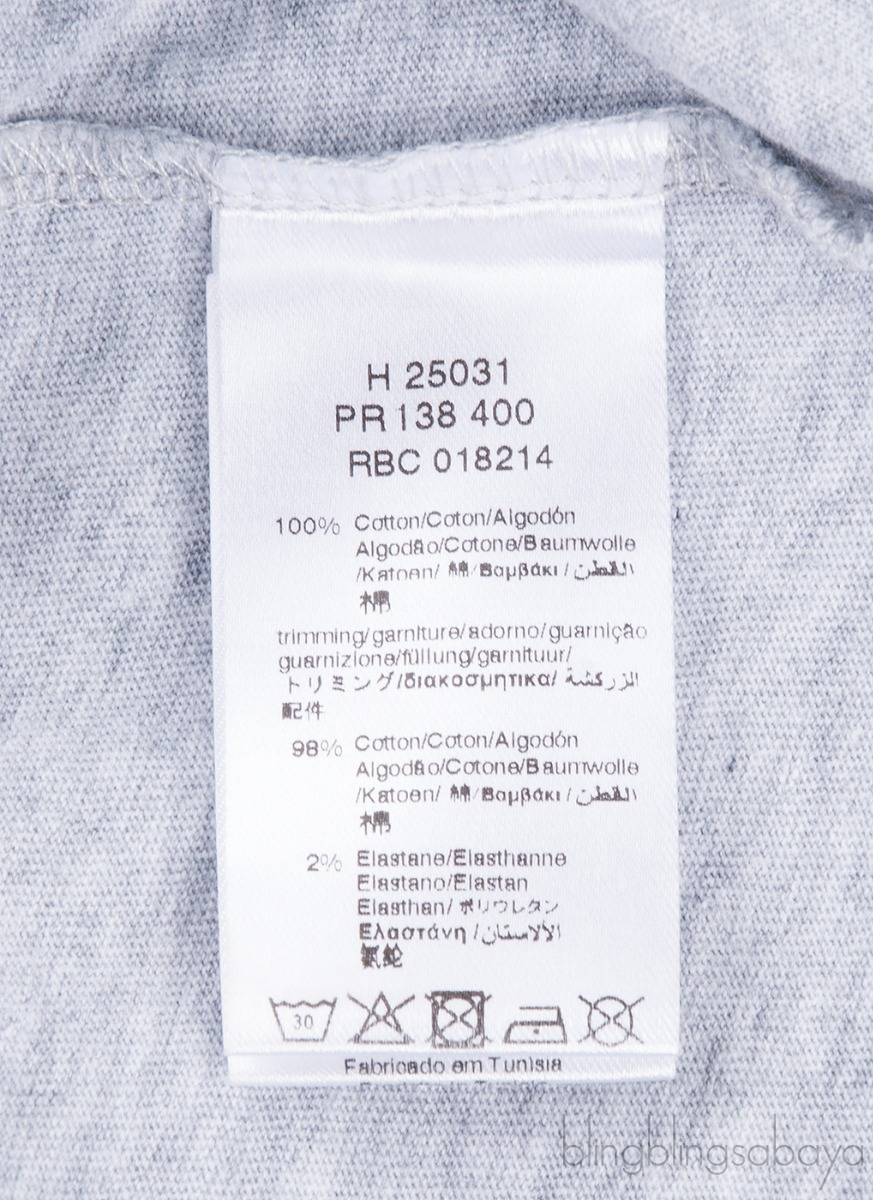 H 25031
PR 138 400
RBC 018214
100% Cotton/Coton/Algodón
Algodão/Cotone/Baumwolle
/Katoen/ 綿/Βαμβάκι / القطن
棉
trimming/garniture/adorno/guarnição
guarnizione/füllung/garnituur/
トリミング/διακοσμητικα/ الزركشة
配件
98% Cotton/Coton/Algodón
Algodão/Cotone/Baumwolle
/Katoen/ 綿/Βαμβάκι / القطن
棉
2% Elastane/Elasthanne
Elastano/Elastan
Elasthan/ ポリウレタン
Ελαστάνη /الألاستان
氨纶
30
Fabricado em Tunisia
blingblingsabaya